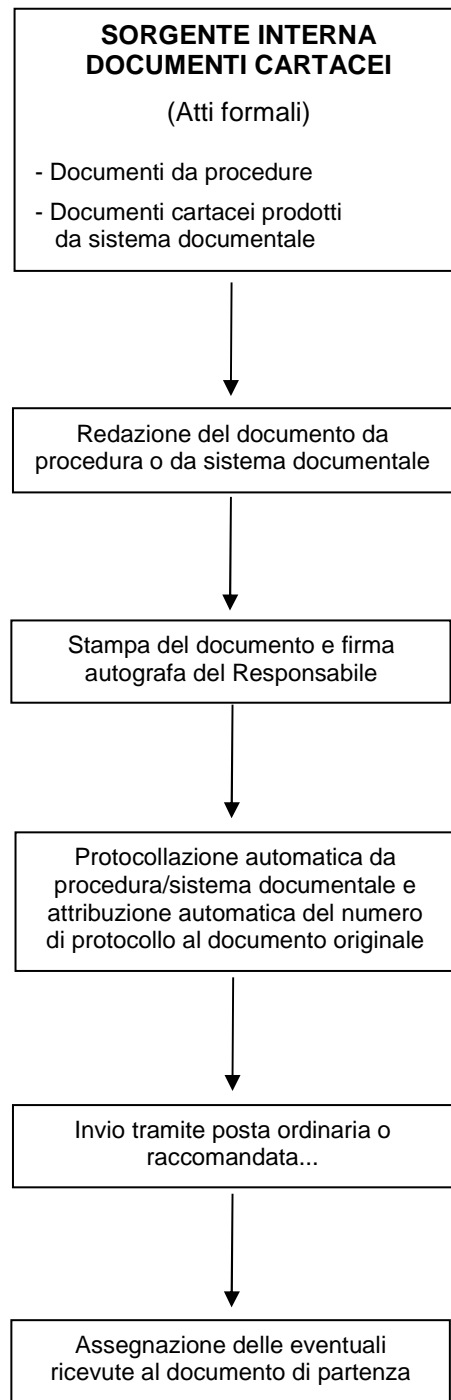 SORGENTE INTERNA
DOCUMENTI CARTACEI
(Atti formali)
- Documenti da procedure
- Documenti cartacei prodotti
da sistema documentale
Redazione del documento da
procedura o da sistema documentale
Stampa del documento e firma
autografa del Responsabile
Protocollazione automatica da
procedura/sistema documentale e
attribuzione automatica del numero
di protocollo al documento originale
Invio tramite posta ordinaria o
raccomandata...
Assegnazione delle eventuali
ricevute al documento di partenza